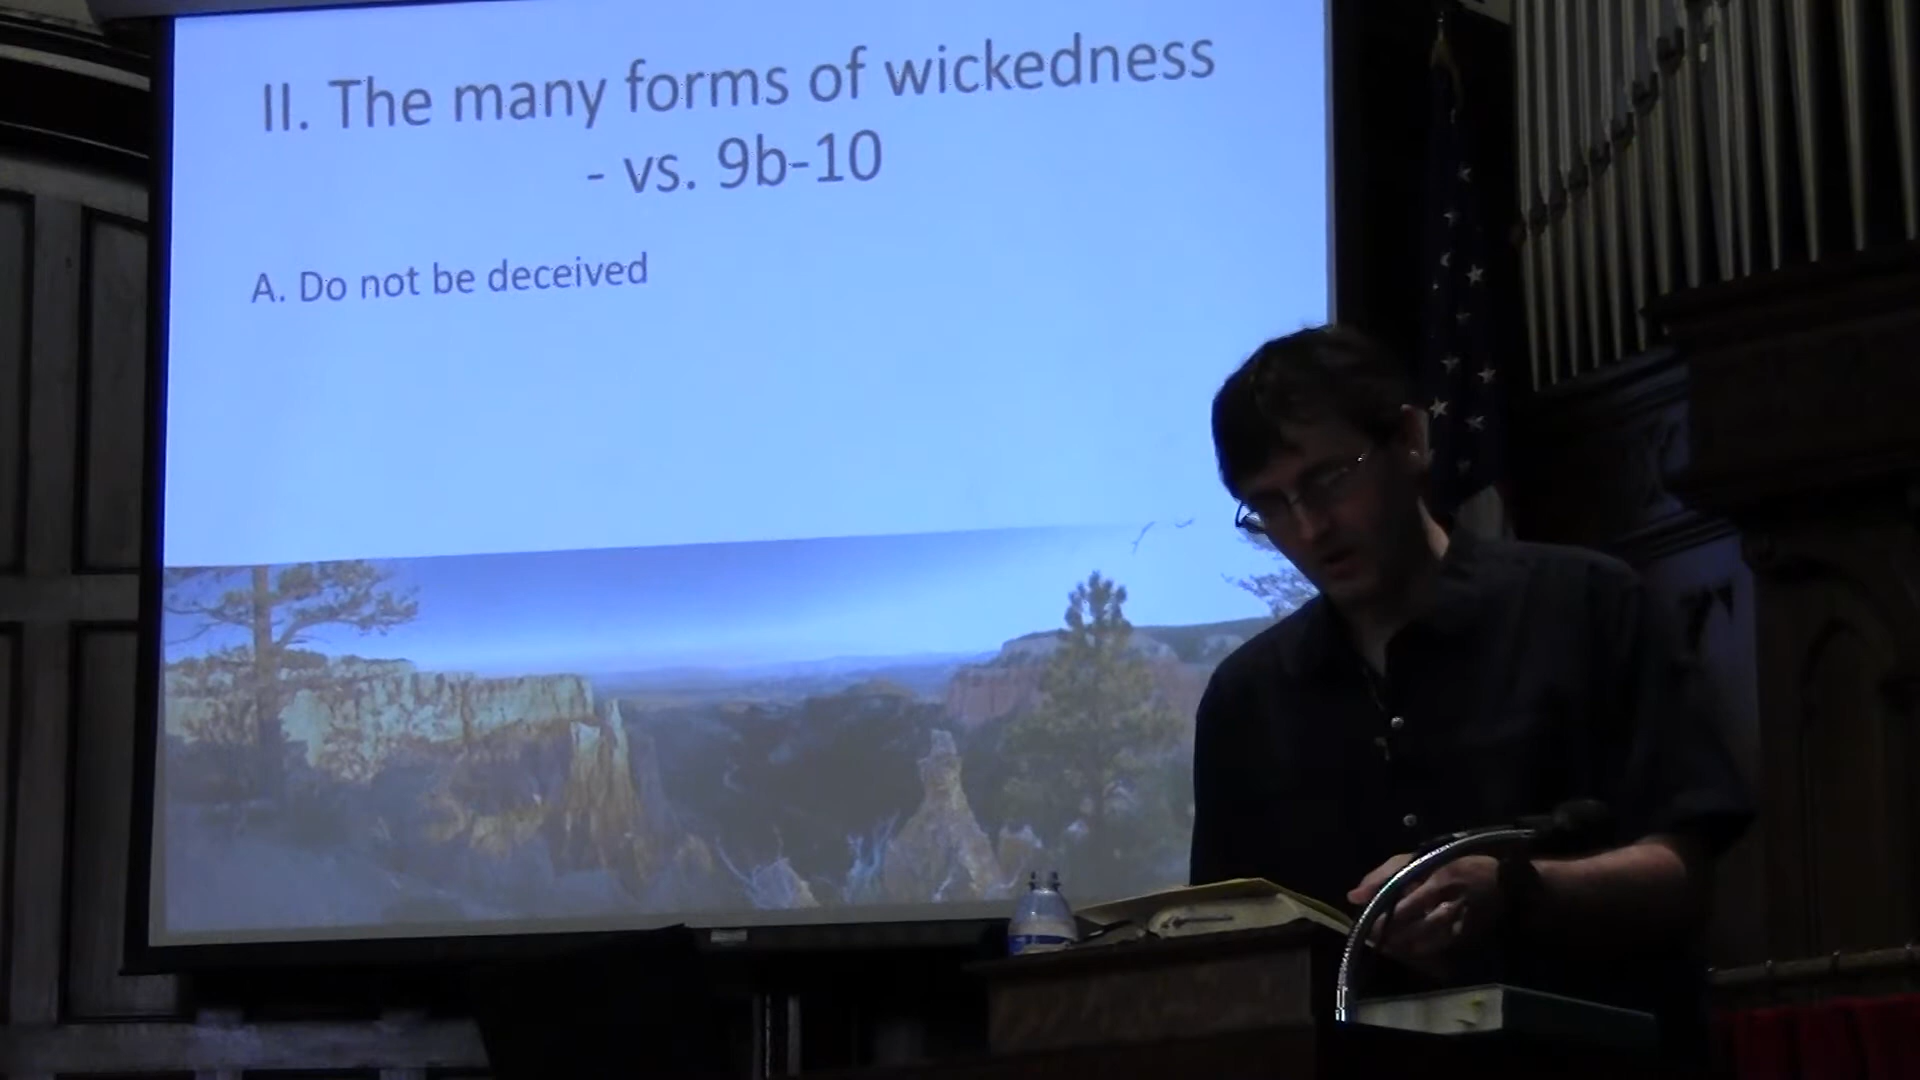 II. The many forms of wickedness
- vs. 9b-10
A. Do not be deceived